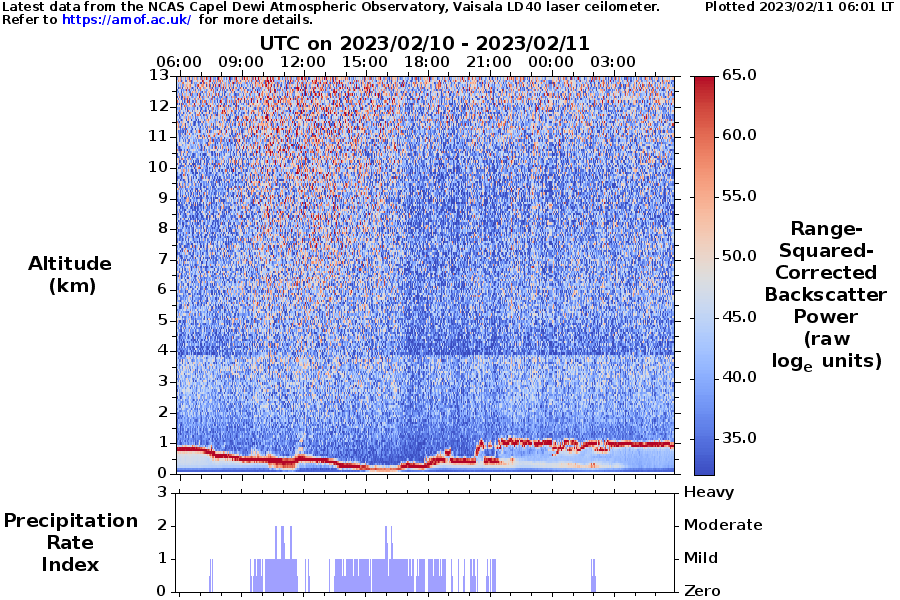 Latest data from the NCAS Capel Dewi Atmospheric Observatory, Vaisala LD40 laser ceilometer. Plotted 2023/02/11 06:01 LT
Refer to https://amof.ac.uk/ for more details.
UTC on 2023/02/10 - 2023/02/11
06:00 09:00 12:00 15:00 18:00 21:00 00:00 03:00
13
12
11
10
9
8
7
6
5
4
3
2
1
0
Altitude
(km)
65.0
60.0
55.0
50.0
45.0
40.0
35.0
Range-
Squared-
Corrected
Backscatter
Power
(raw
logₑ units)
Precipitation
Rate
Index
3
2
1
0
Heavy
Moderate
Mild
Zero